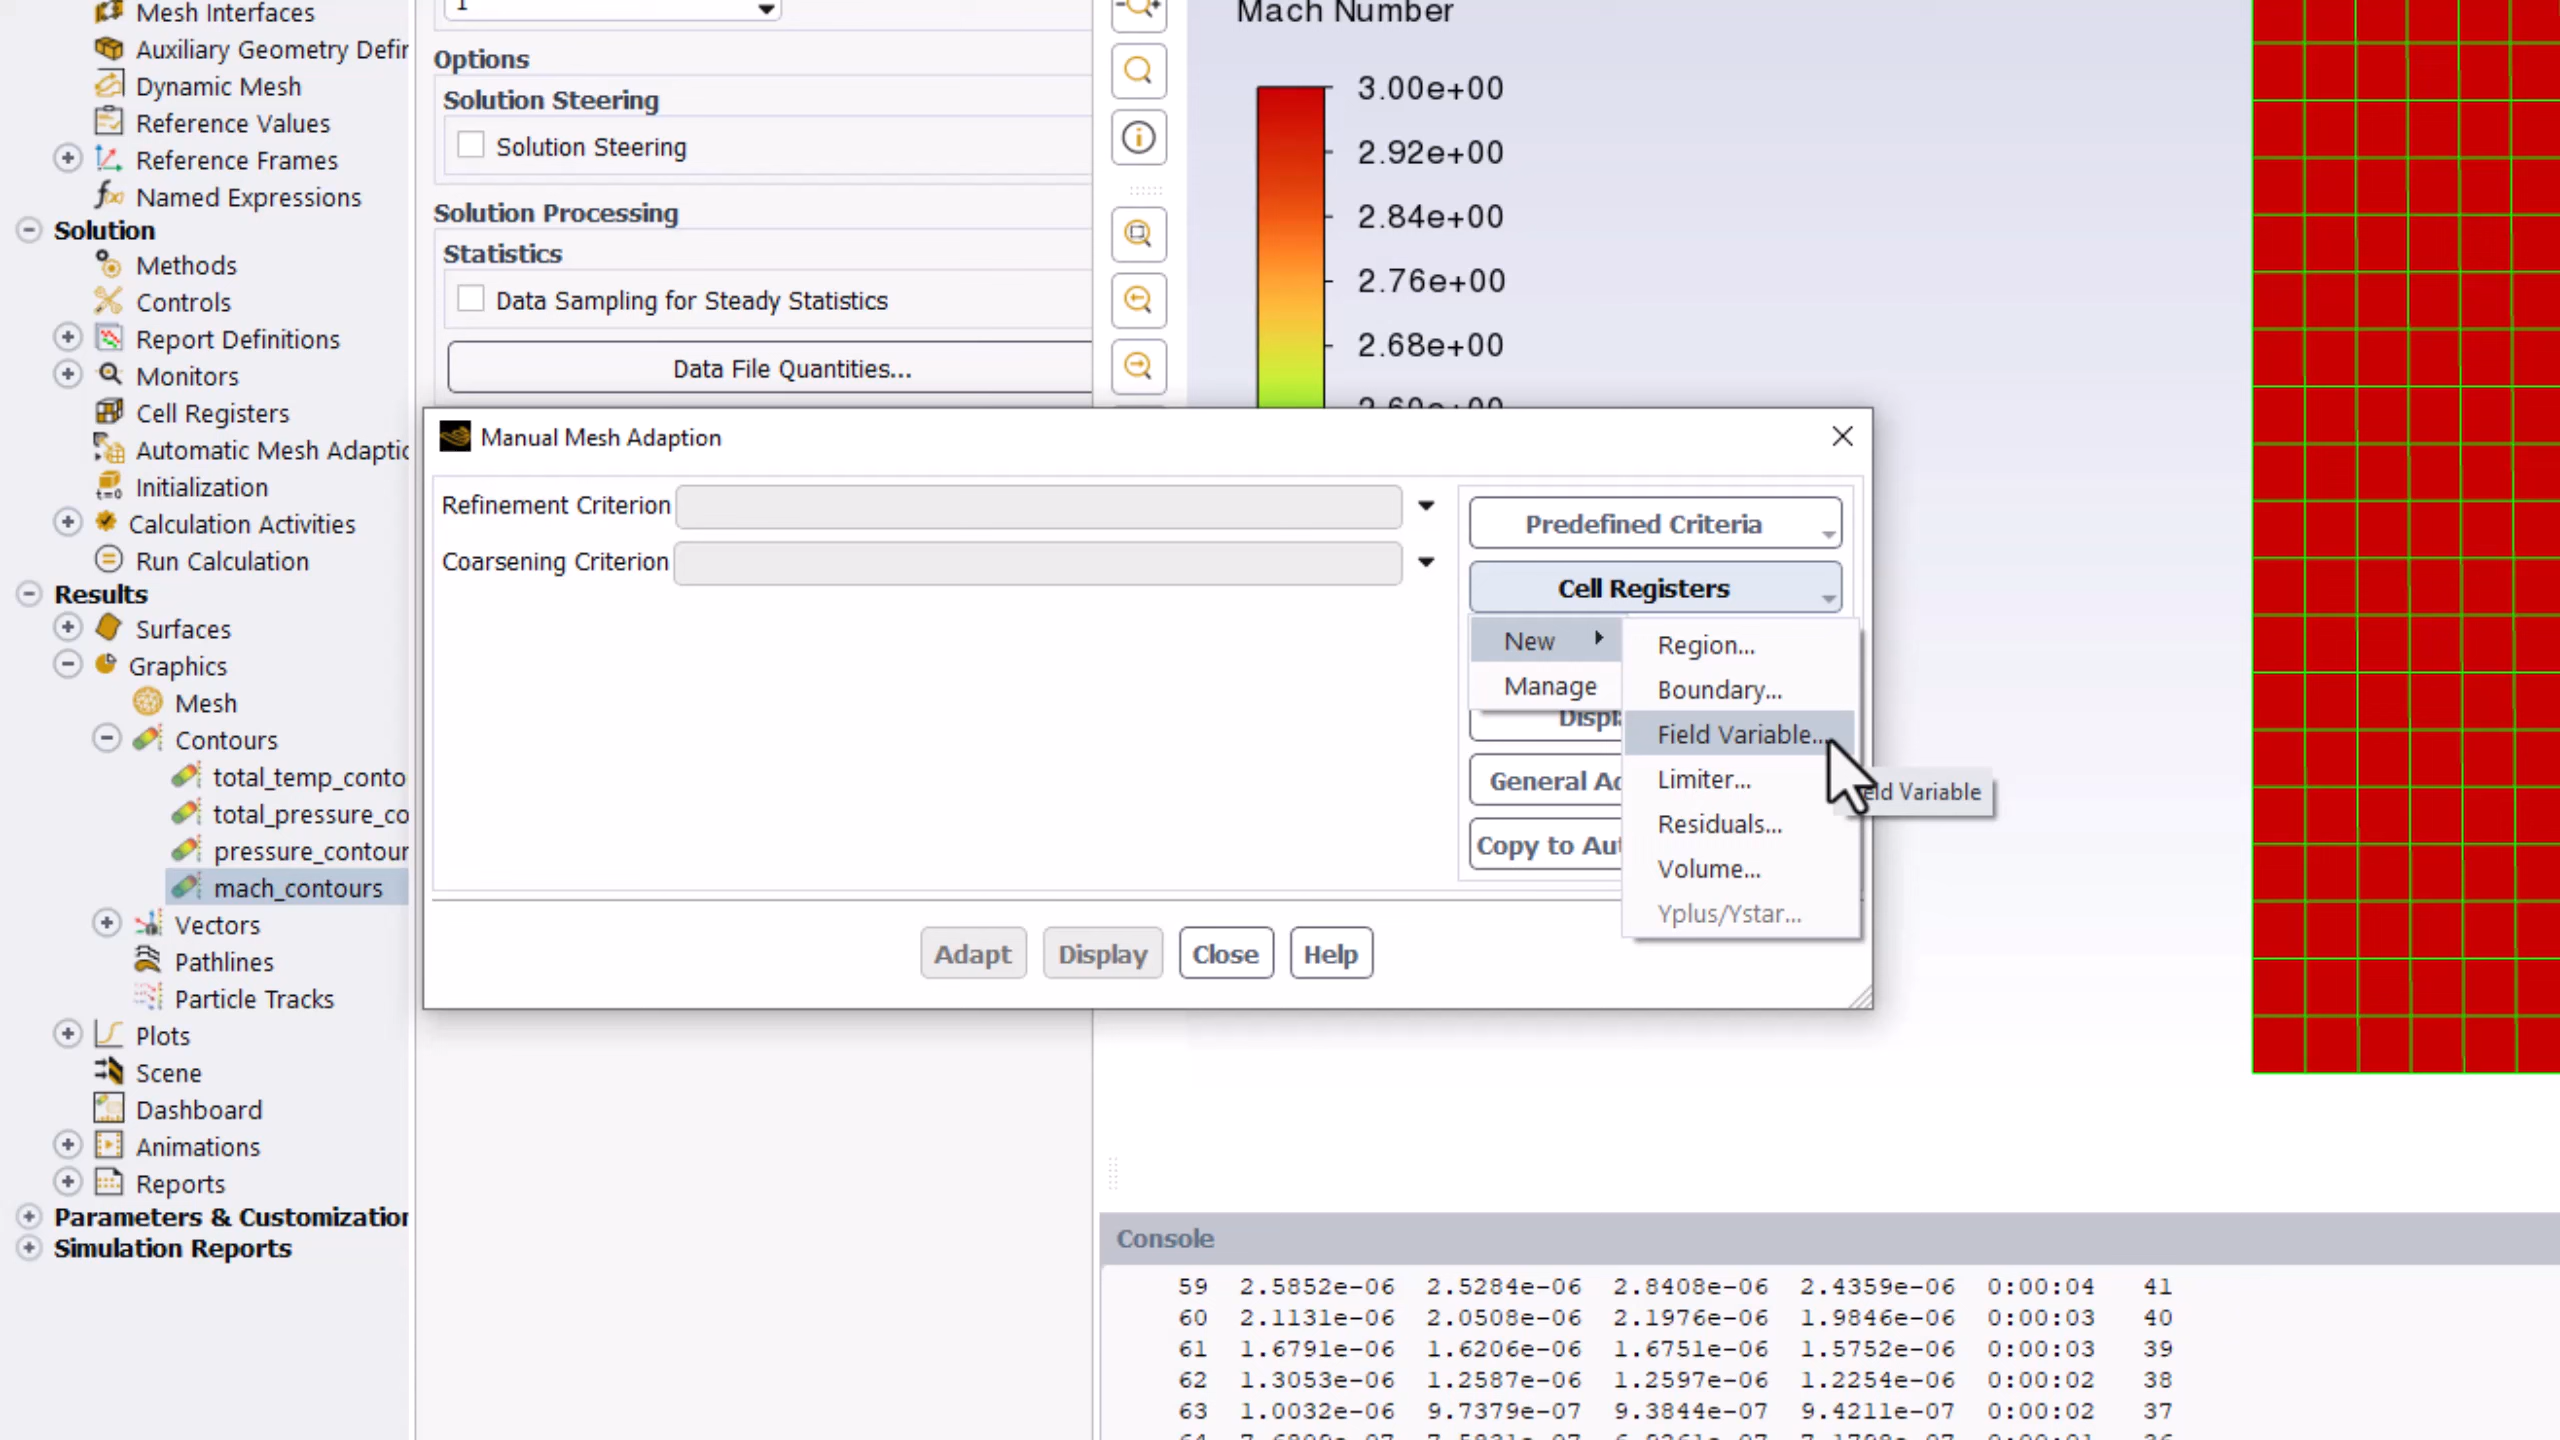 Mesh Interfaces
Auxiliary Geometry Defir
Dynamic Mesh
Reference Values
Reference Frames
Named Expressions
Solution
Methods
Controls
Report Definitions
Monitors
Cell Registers
Automatic Mesh Adaptic
Initialization
Calculation Activities
Run Calculation
Results
Surfaces
Graphics
Mesh
Contours
total_temp_conto
total_pressure_co
pressure_contour
mach_contours
Vectors
Pathlines
Particle Tracks
Plots
Scene
Dashboard
Animations
Reports
Parameters & Customization
Simulation Reports
1
Options
Solution Steering
Solution Steering
Solution Processing
Statistics
Data Sampling for Steady Statistics
Data File Quantities...
Mach Number
3.00e+00
2.92e+00
2.84e+00
2.76e+00
2.68e+00
2.60e+00
Manual Mesh Adaption
Refinement Criterion
Coarsening Criterion
Predefined Criteria
Cell Registers
New
Manage
Displ
General Ad
Copy to Aut
Region...
Boundary...
Field Variable...
Limiter...
Residuals...
Volume...
Yplus/Ystar...
eld Variable
Adapt Display Close Help
Console
59 2.5852e-06 2.5284e-06 2.8408e-06 2.4359e-06 0:00:04 41
60 2.1131e-06 2.0508e-06 2.1976e-06 1.9846e-06 0:00:03 40
61 1.6791e-06 1.6206e-06 1.6751e-06 1.5752e-06 0:00:03 39
62 1.3053e-06 1.2587e-06 1.2597e-06 1.2254e-06 0:00:02 38
63 1.0032e-06 9.7379e-07 9.3844e-07 9.4211e-07 0:00:02 37